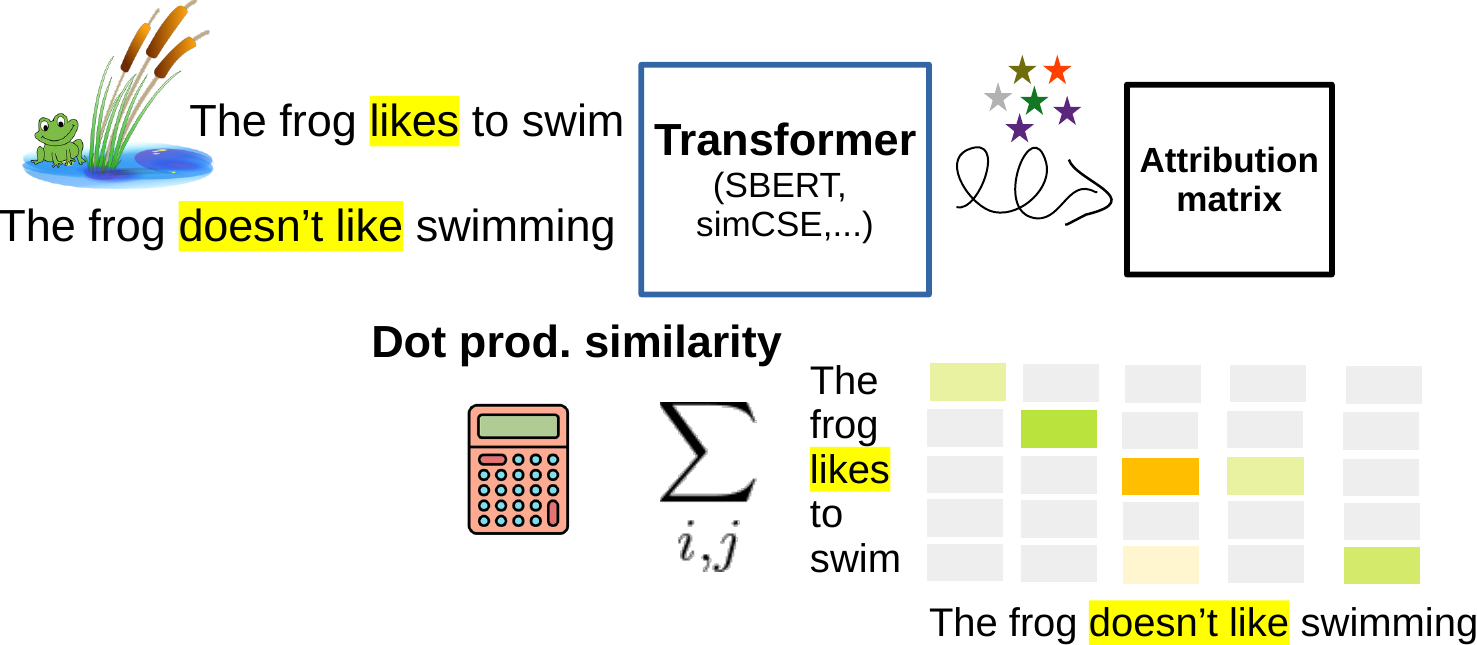 The frog likes to swim
The frog doesn’t like swimming
Transformer
(SBERT,
simCSE,...)
Attribution
matrix
Dot prod. similarity
∑
i,j
The
frog
likes
to
swim
The frog doesn’t like swimming